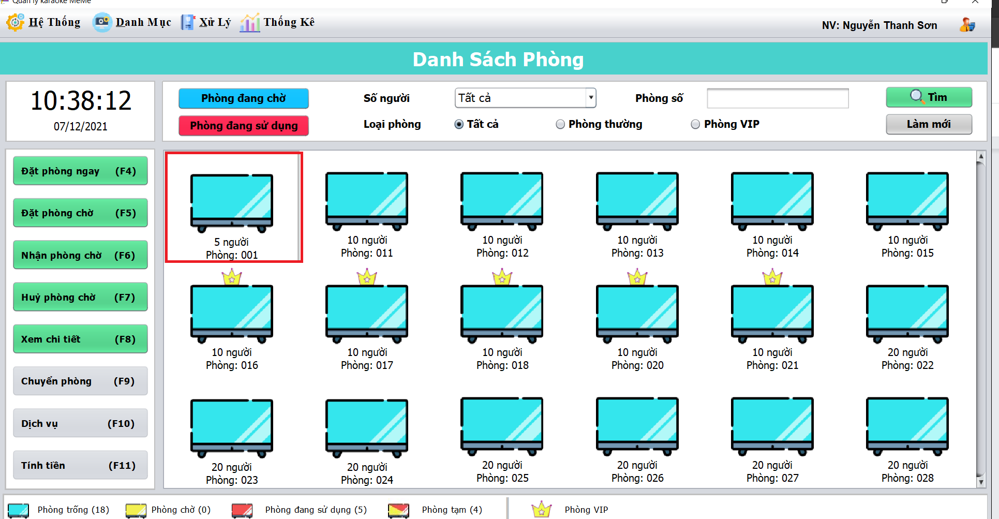 Quản lý karaoke MeMe
Hệ Thống Danh Mục Xử Lý Thống Kê
NV: Nguyễn Thanh Sơn
Danh Sách Phòng
10:38:12
07/12/2021
Phòng đang chờ Số người Tất cả Phòng số Tìm
Phòng đang sử dụng Loại phòng Tất cả Phòng thường Phòng VIP Làm mới
Đặt phòng ngay (F4)
Đặt phòng chờ (F5)
Nhận phòng chờ (F6)
Huỷ phòng chờ (F7)
Xem chi tiết (F8)
Chuyển phòng (F9)
Dịch vụ (F10)
Tính tiền (F11)
5 người 10 người 10 người 10 người 10 người 10 người
Phòng: 001 Phòng: 011 Phòng: 012 Phòng: 013 Phòng: 014 Phòng: 015
10 người 10 người 10 người 10 người 10 người 20 người
Phòng: 016 Phòng: 017 Phòng: 018 Phòng: 020 Phòng: 021 Phòng: 022
20 người 20 người 20 người 20 người 20 người 20 người
Phòng: 023 Phòng: 024 Phòng: 025 Phòng: 026 Phòng: 027 Phòng: 028
Phòng trống (18) Phòng chờ (0) Phòng đang sử dụng (5) Phòng tạm (4) Phòng VIP